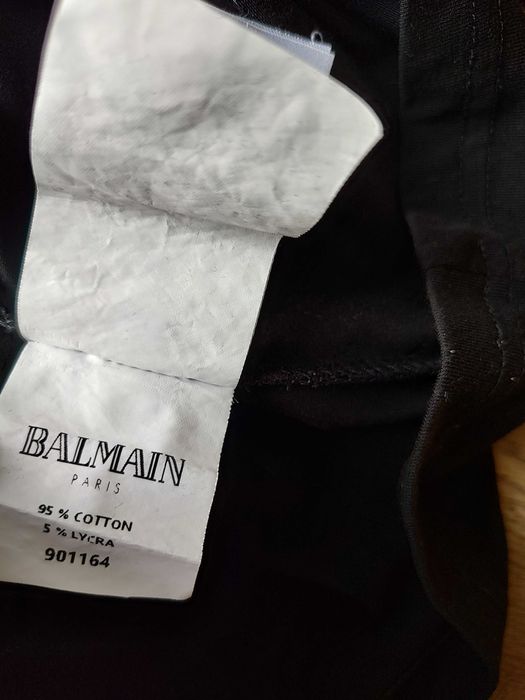 BALMAIN
PARIS
95 % COTTON
5 % LYCRA
901164